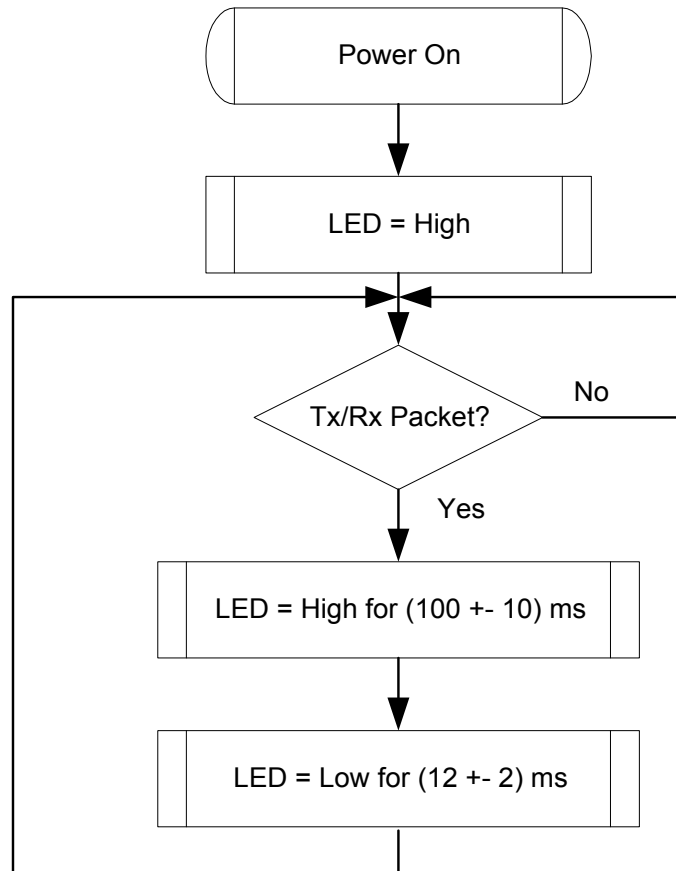 Power On
LED = High
Tx/Rx Packet?
No
Yes
LED = High for (100 +- 10) ms
LED = Low for (12 +- 2) ms